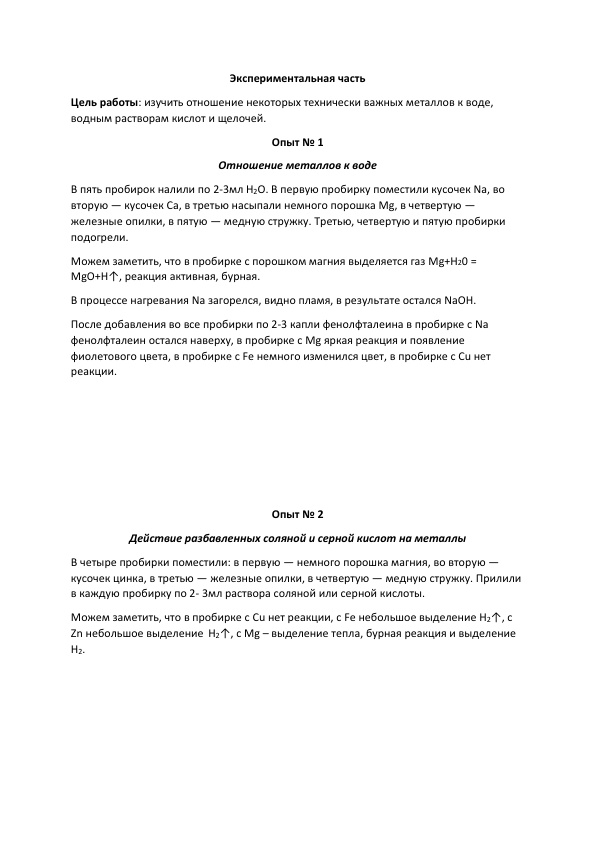 Экспериментальная часть
Цель работы: изучить отношение некоторых технически важных металлов к воде,
водным растворам кислот и щелочей.
Опыт № 1
Отношение металлов к воде
В пять пробирок налили по 2-3мл H₂O. В первую пробирку поместили кусочек Na, во
вторую — кусочек Ca, в третью насыпали немного порошка Mg, в четвертую —
железные опилки, в пятую — медную стружку. Третью, четвертую и пятую пробирки
подогрели.
Можем заметить, что в пробирке с порошком магния выделяется газ Mg+H₂0 =
MgO+H↑, реакция активная, бурная.
В процессе нагревания Na загорелся, видно пламя, в результате остался NaOH.
После добавления во все пробирки по 2-3 капли фенолфталеина в пробирке с Na
фенолфталеин остался наверху, в пробирке с Mg яркая реакция и появление
фиолетового цвета, в пробирке с Fe немного изменился цвет, в пробирке с Cu нет
реакции.
Опыт № 2
Действие разбавленных соляной и серной кислот на металлы
В четыре пробирки поместили: в первую — немного порошка магния, во вторую —
кусочек цинка, в третью — железные опилки, в четвертую — медную стружку. Прилили
в каждую пробирку по 2- 3мл раствора соляной или серной кислоты.
Можем заметить, что в пробирке с Cu нет реакции, с Fe небольшое выделение H₂↑, с
Zn небольшое выделение H₂↑, с Mg – выделение тепла, бурная реакция и выделение
H₂.